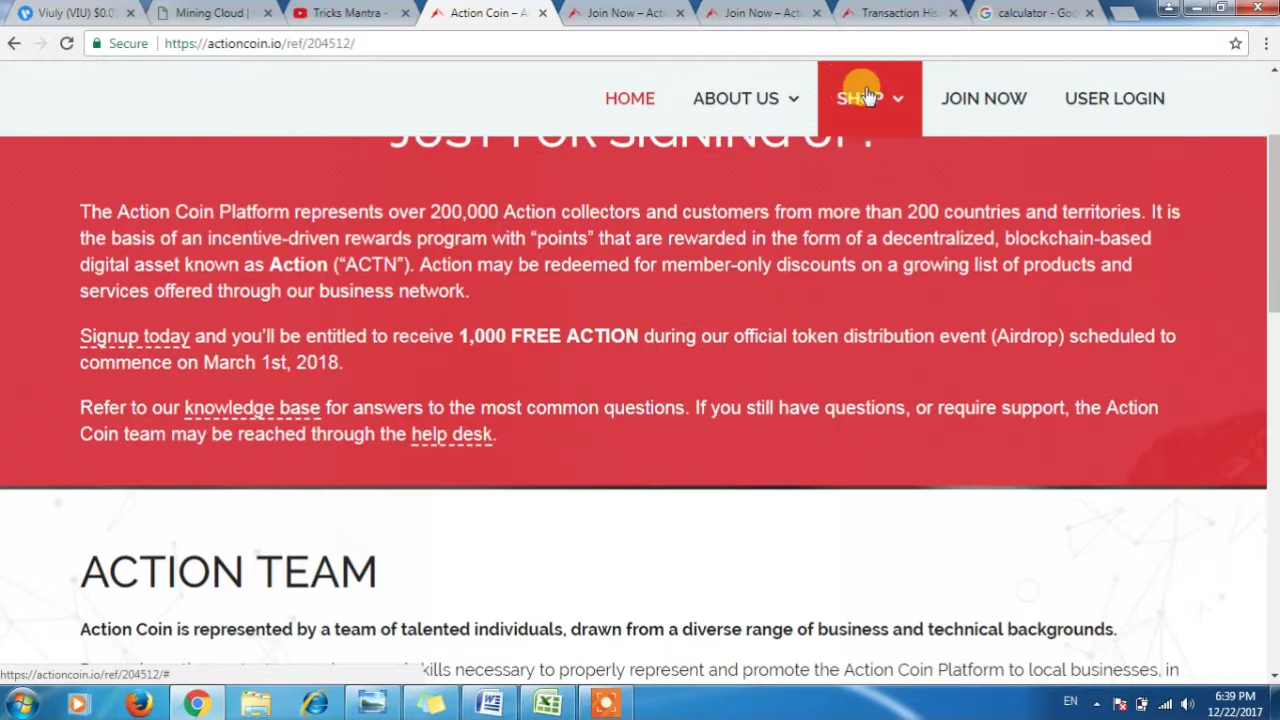 Viuly (VIU) $0.0
Mining Cloud |
Tricks Mantra -
Action Coin – A
Join Now – Acti
Join Now – Acti
Transaction His
calculator - Goo
Secure
https://actioncoin.io/ref/204512/
HOME
ABOUT US
SHOP
JOIN NOW
USER LOGIN
JUST FOR SIGNING UP!
The Action Coin Platform represents over 200,000 Action collectors and customers from more than 200 countries and territories. It is
the basis of an incentive-driven rewards program with “points” that are rewarded in the form of a decentralized, blockchain-based
digital asset known as Action (“ACTN”). Action may be redeemed for member-only discounts on a growing list of products and
services offered through our business network.
Signup today and you’ll be entitled to receive 1,000 FREE ACTION during our official token distribution event (Airdrop) scheduled to
commence on March 1st, 2018.
Refer to our knowledge base for answers to the most common questions. If you still have questions, or require support, the Action
Coin team may be reached through the help desk.
ACTION TEAM
Action Coin is represented by a team of talented individuals, drawn from a diverse range of business and technical backgrounds.
kills necessary to properly represent and promote the Action Coin Platform to local businesses, in
https://actioncoin.io/ref/204512/#
EN
6:39 PM
12/22/2017